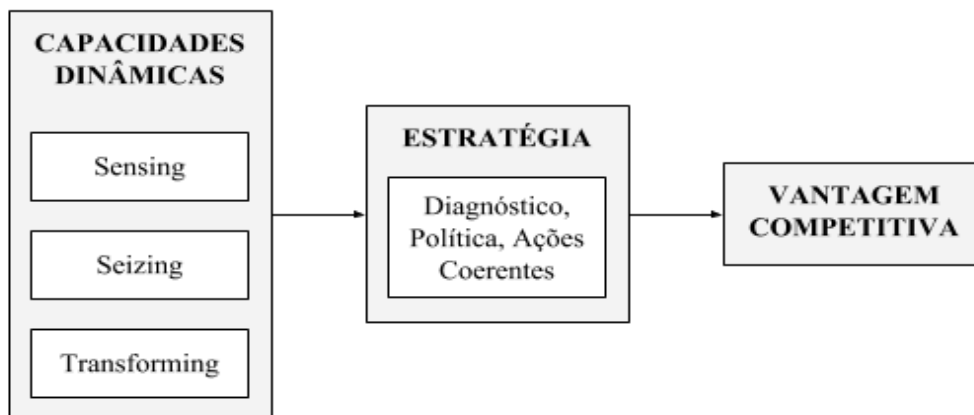 CAPACIDADES
DINÂMICAS
Sensing
Seizing
Transforming
ESTRATÉGIA
Diagnóstico,
Política, Ações
Coerentes
VANTAGEM
COMPETITIVA